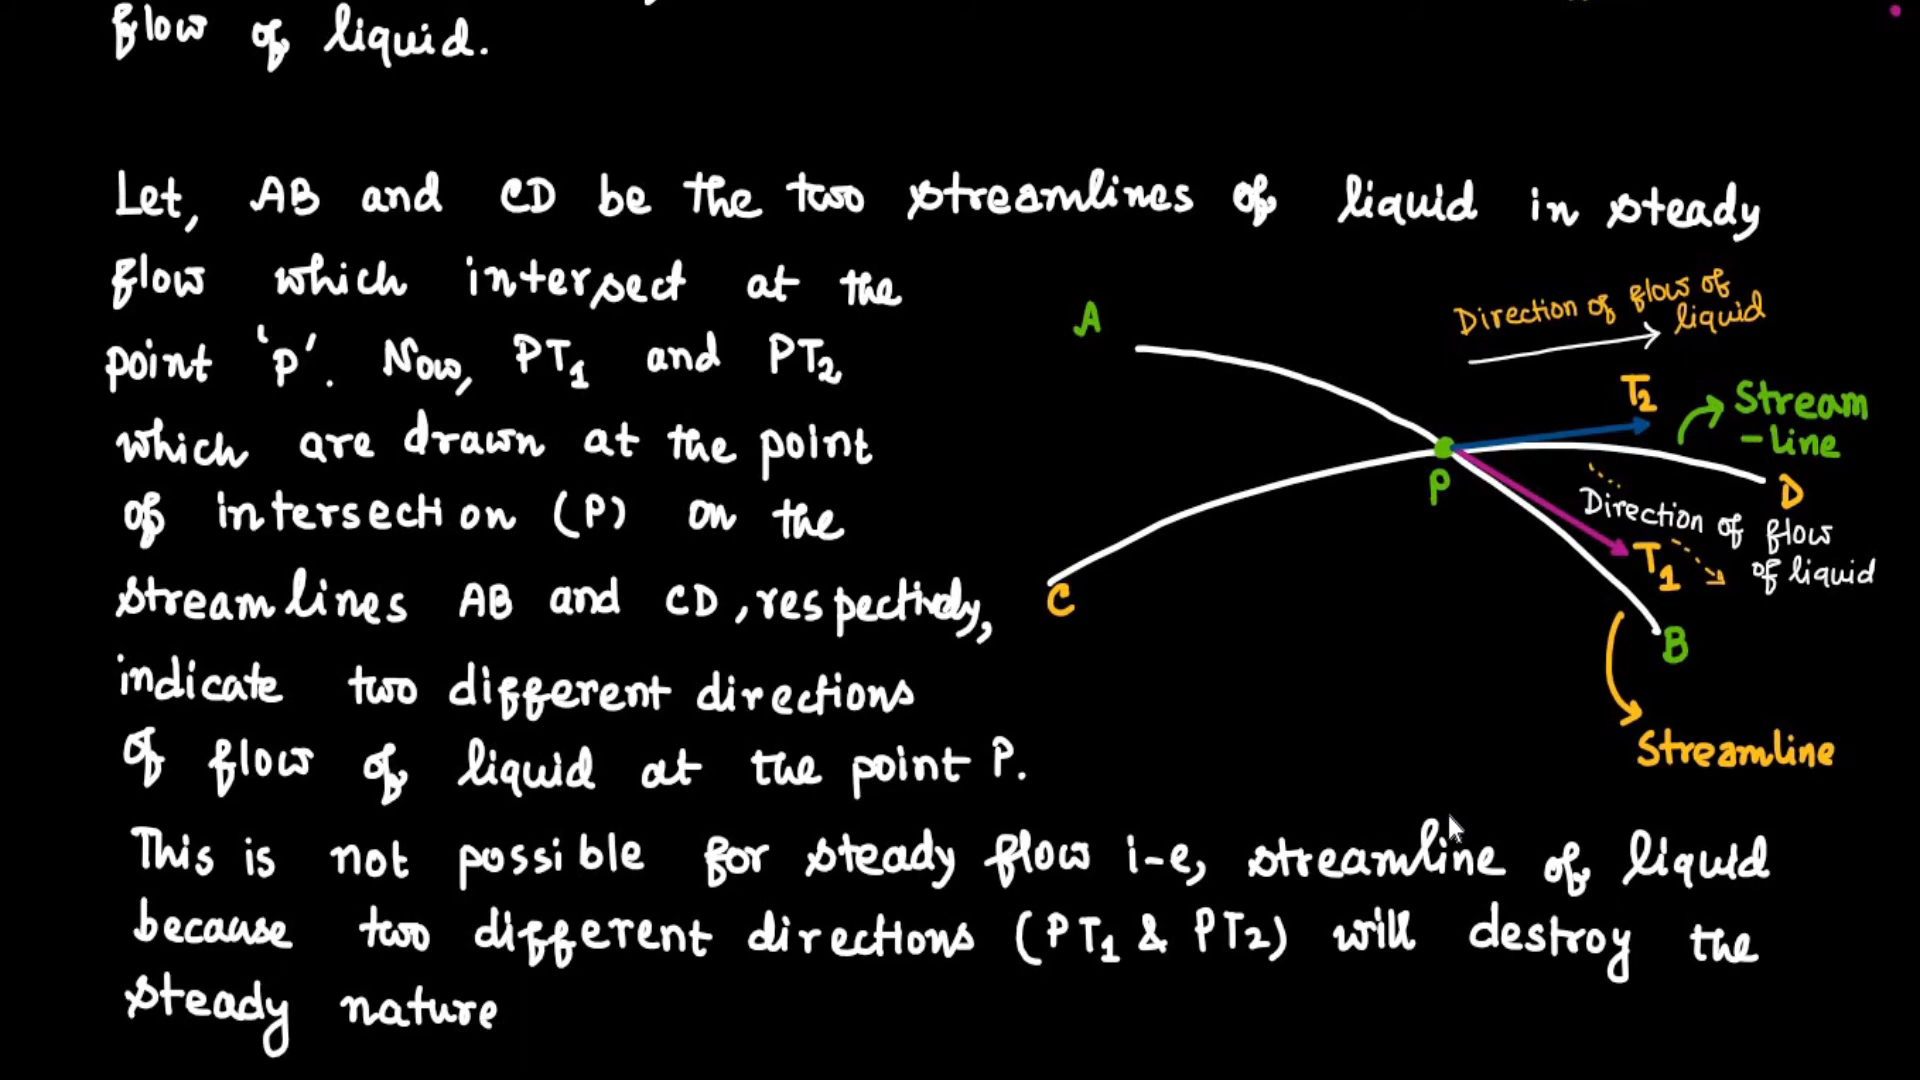 flow of liquid.
Let, AB and CD be the two streamlines of liquid in steady
flow which intersect at the
point 'P'. Now, PT₁ and PT₂
which are drawn at the point
of intersection (P) on the
streamlines AB and CD, respectively,
indicate two different directions
of flow of liquid at the point P.
This is not possible for steady flow i-e, streamline of liquid
because two different directions (PT₁ & PT₂) will destroy the
steady nature
A
Direction of flow of
liquid
T₂
Stream
-line
P
D
Direction of flow
of liquid
T₁
C
B
Streamline